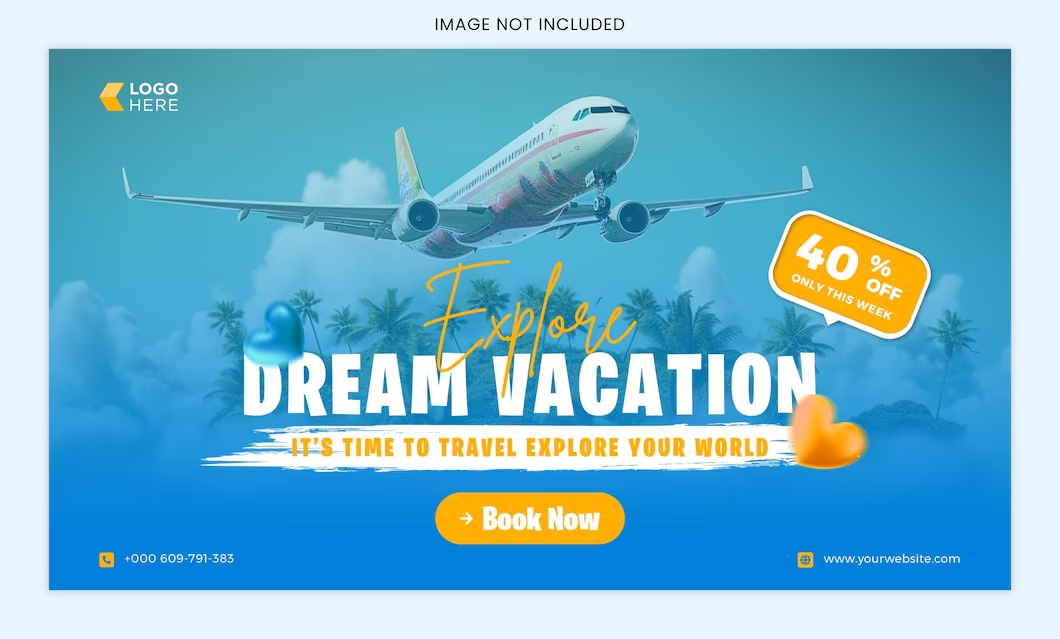 IMAGE NOT INCLUDED
LOGO
HERE
40 % OFF
ONLY THIS WEEK
Explore
DREAM VACATION
IT'S TIME TO TRAVEL EXPLORE YOUR WORLD
→ Book Now
+000 609-791-383
www.yourwebsite.com